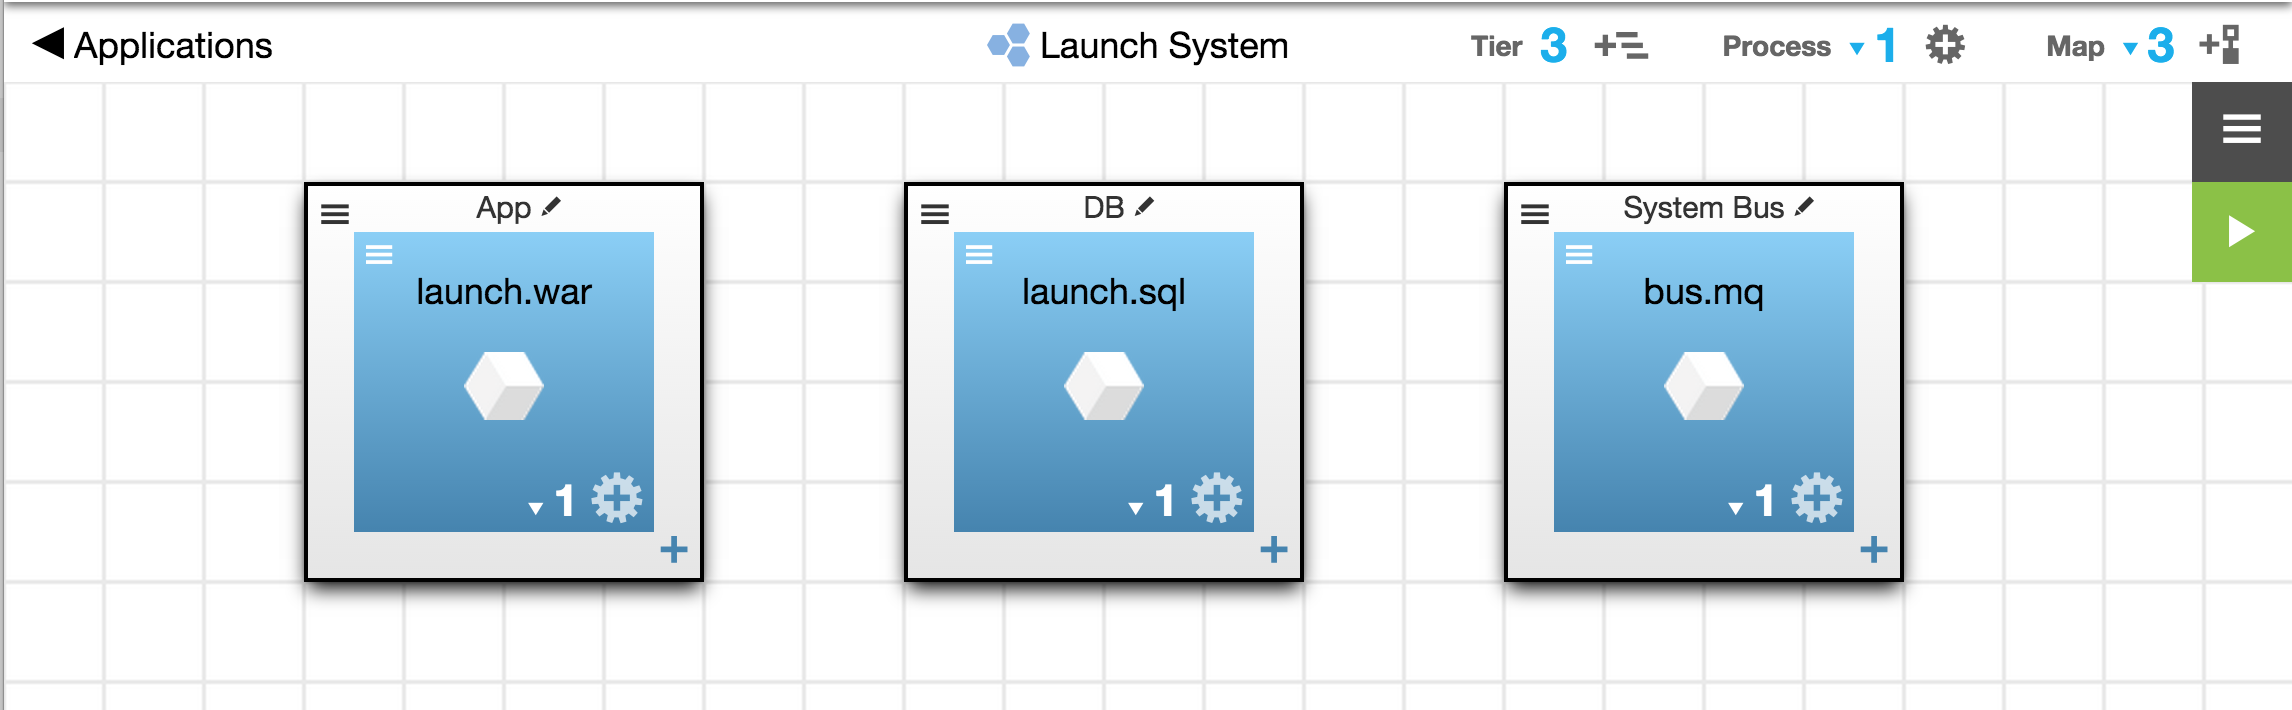 Applications
Launch System
Tier 3
Process 1
Map 3
App
launch.war
1
DB
launch.sql
1
System Bus
bus.mq
1